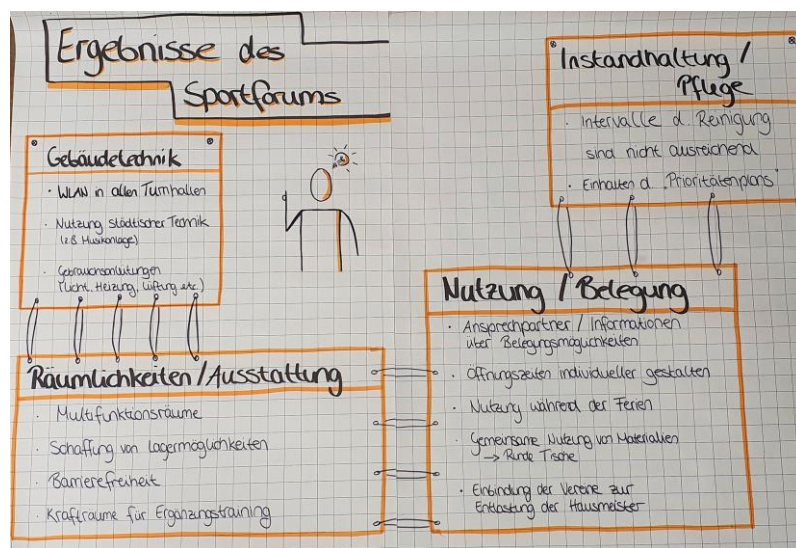 Ergebnisse des
Sportforums
Gebäudetechnik
· WLAN in allen Turnhallen
· Nutzung städtischer Technik
(z.B. Musikanlage)
· Gebrauchsanleitungen
(Licht, Heizung, Lüftung etc.)
Räumlichkeiten/Ausstattung
· Multifunktionsräume
· Schaffung von Lagermöglichkeiten
· Barrierefreiheit
· Krafträume für Ergänzungstraining
Instandhaltung /
Pflege
· Intervalle d. Reinigung
sind nicht ausreichend
· Einhalten d. "Prioritätenplans"
Nutzung / Belegung
· Ansprechpartner / Informationen
über Belegungsmöglichkeiten
· Öffnungszeiten individueller gestalten
· Nutzung während der Ferien
· Gemeinsame Nutzung von Materialien
→ Runde Tische
· Einbindung der Vereine zur
Entlastung der Hausmeister